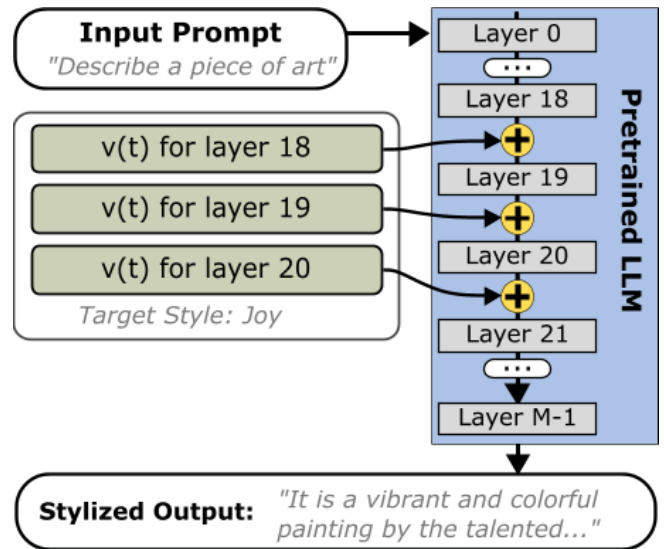 Input Prompt
"Describe a piece of art"
Layer 0
...
Layer 18
v(t) for layer 18
+
Layer 19
v(t) for layer 19
+
Layer 20
v(t) for layer 20
+
Target Style: Joy
Layer 21
...
Layer M-1
Pretrained LLM
Stylized Output:
"It is a vibrant and colorful
painting by the talented..."